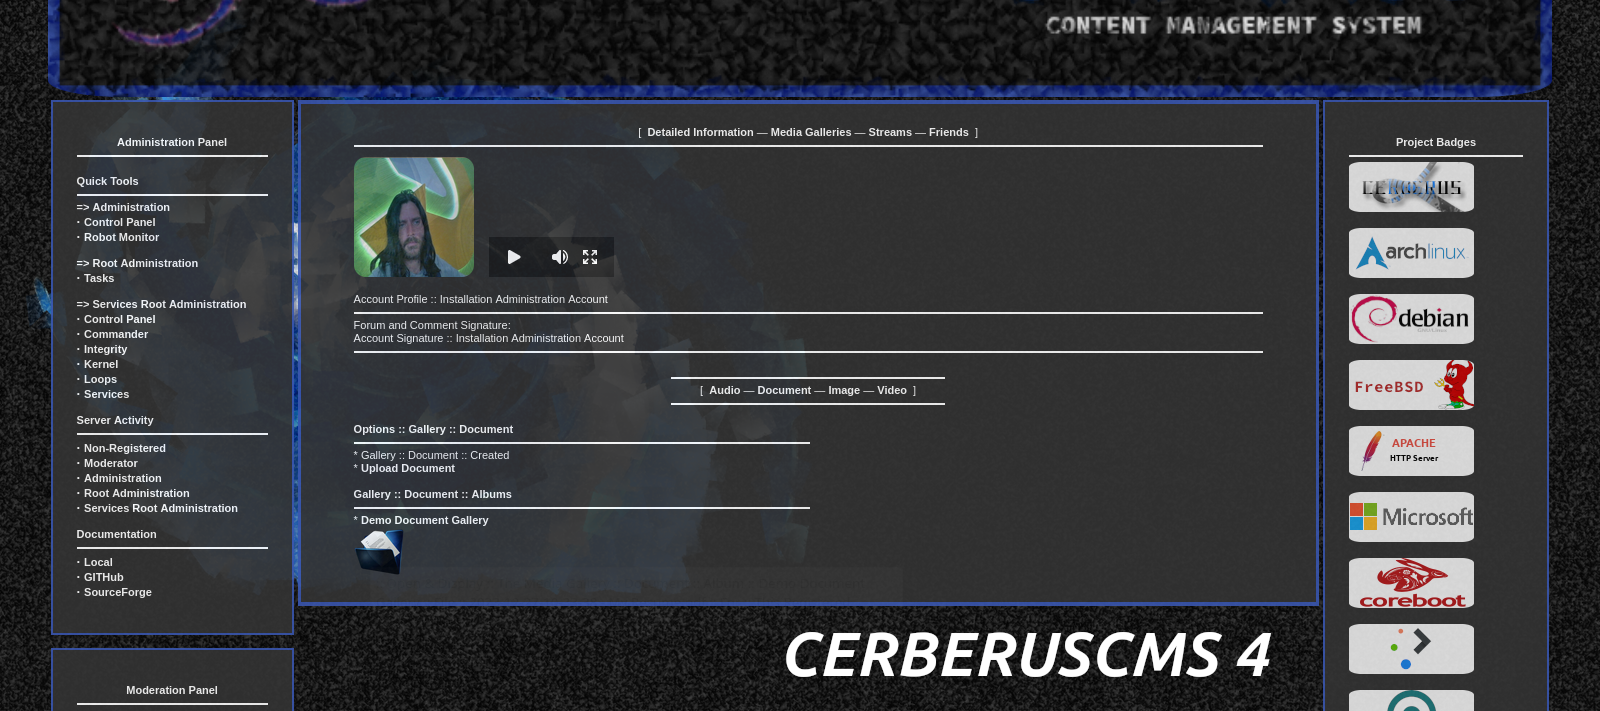 CONTENT MANAGEMENT SYSTEM
Administration Panel
Quick Tools
=> Administration
· Control Panel
· Robot Monitor
=> Root Administration
· Tasks
=> Services Root Administration
· Control Panel
· Commander
· Integrity
· Kernel
· Loops
· Services
Server Activity
· Non-Registered
· Moderator
· Administration
· Root Administration
· Services Root Administration
Documentation
· Local
· GITHub
· SourceForge
Moderation Panel
[ Detailed Information — Media Galleries — Streams — Friends ]
Account Profile :: Installation Administration Account
Forum and Comment Signature:
Account Signature :: Installation Administration Account
[ Audio — Document — Image — Video ]
Options :: Gallery :: Document
* Gallery :: Document :: Created
* Upload Document
Gallery :: Document :: Albums
* Demo Document Gallery
CERBERUSCMS 4
Project Badges
CERBERUS
archlinux
debian
FreeBSD
APACHE
HTTP Server
Microsoft
coreboot